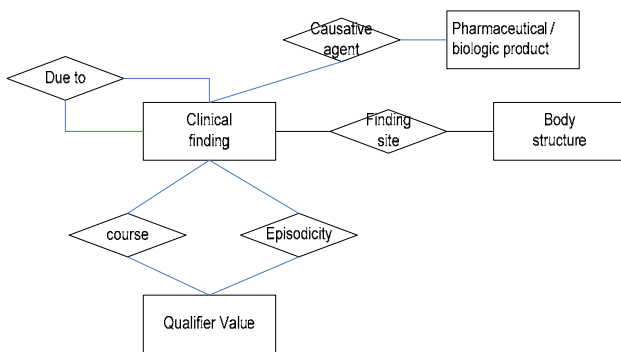 Causative
agent
Pharmaceutical /
biologic product
Due to
Clinical
finding
Finding
site
Body
structure
course
Episodicity
Qualifier Value